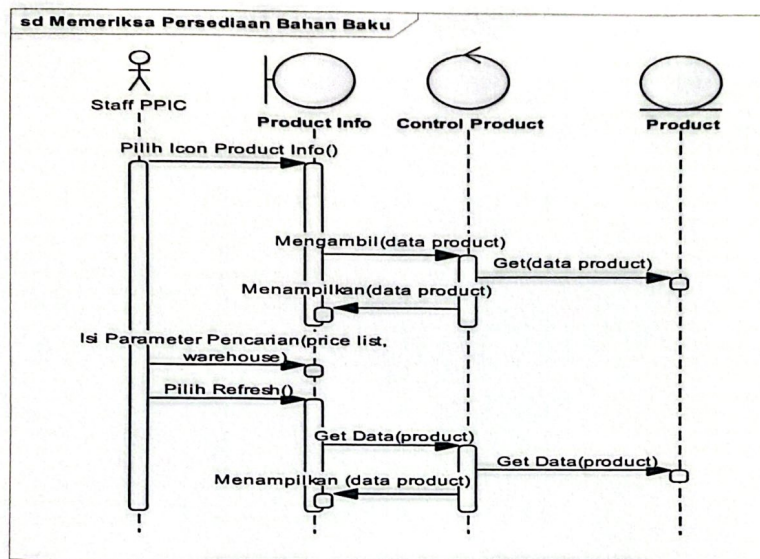 sd Memeriksa Persediaan Bahan Baku
Staff PPIC
Product Info
Control Product
Product
Pilih Icon Product Info()
Mengambil(data product)
Get(data product)
Menampilkan(data product)
Isi Parameter Pencarian(price list,
warehouse)
Pilih Refresh()
Get Data(product)
Get Data(product)
Menampilkan (data product)